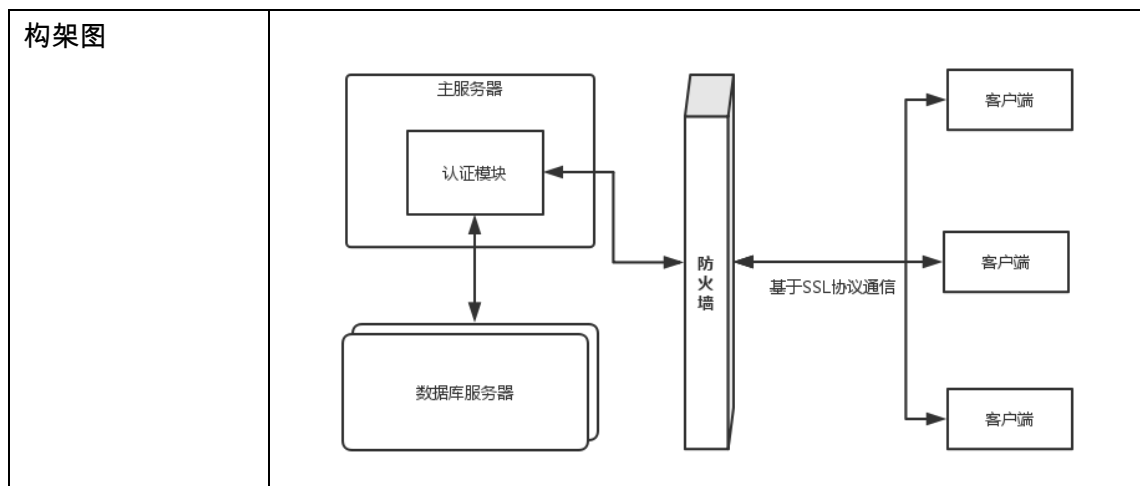 构架图
主服务器
认证模块
数据库服务器
防
火
墙
基于SSL协议通信
客户端
客户端
客户端